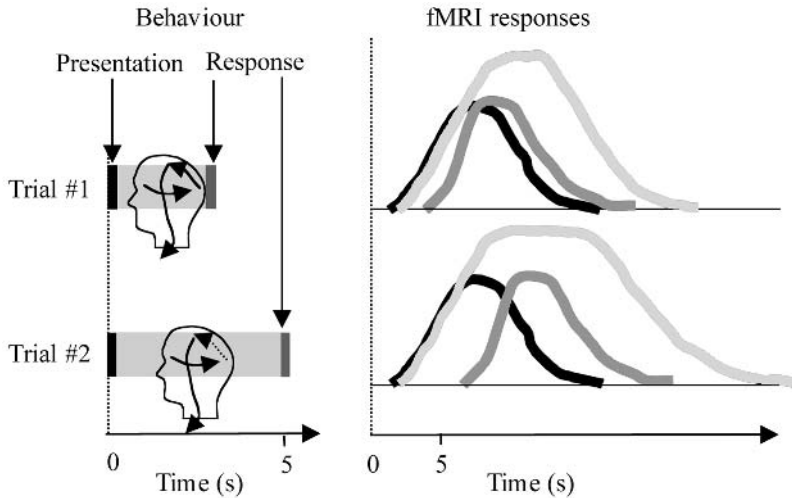 Behaviour
fMRI responses
Presentation
Response
Trial #1
Trial #2
0
5
Time (s)
0
5
Time (s)